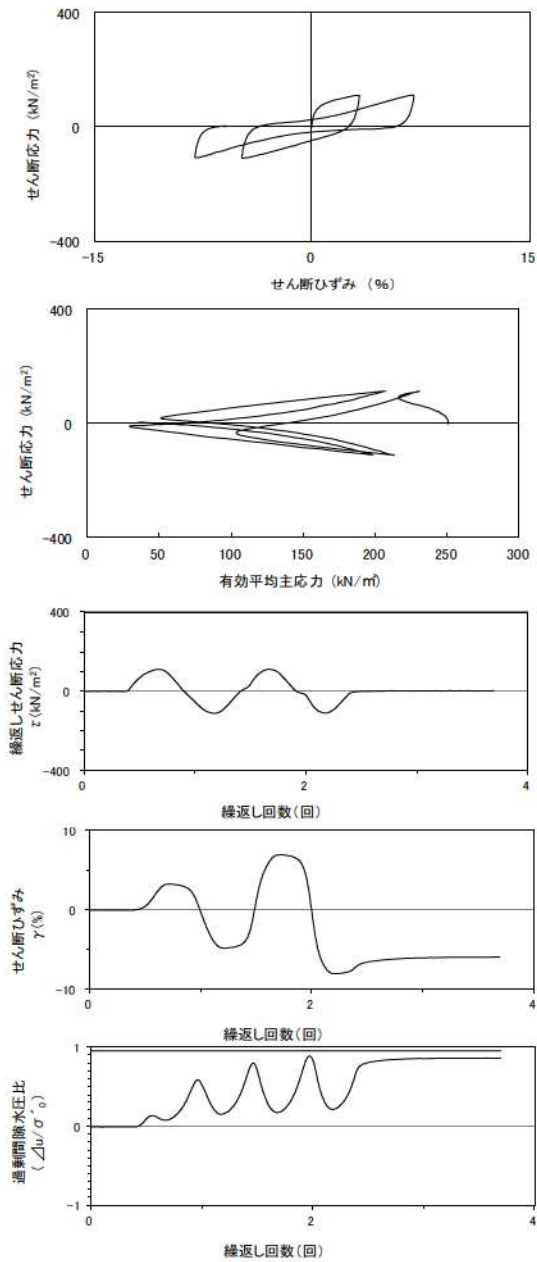 400
0
-400
せん断応力 (kN/m²)
-15
0
15
せん断ひずみ (%)
400
0
-400
せん断応力 (kN/m²)
0
50
100
150
200
250
300
有効平均主応力 (kN/㎡)
400
0
-400
繰返しせん断応力
τ(kN/m²)
0
2
4
繰返し回数(回)
10
0
-10
せん断ひずみ
γ(%)
0
2
4
繰返し回数(回)
1
0
-1
過剰間隙水圧比
(⊿u/σ'₀)
0
2
4
繰返し回数(回)